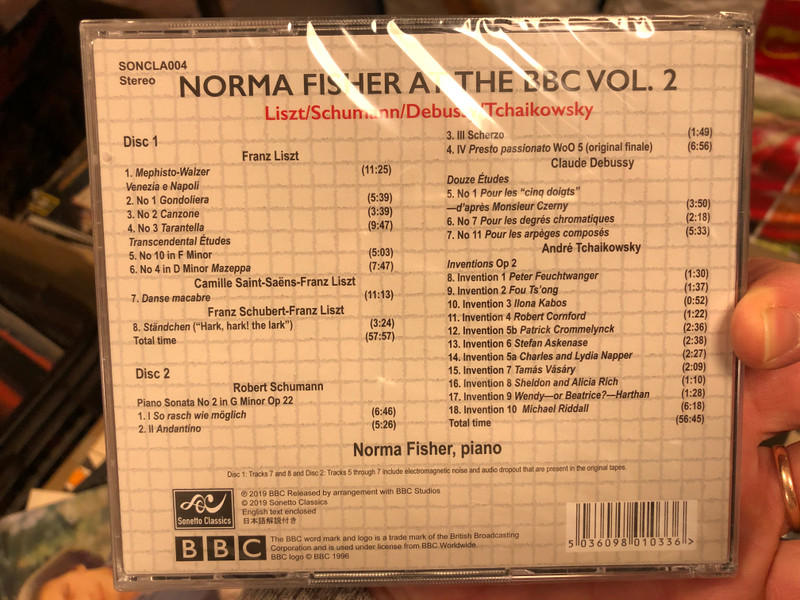 SONCLA004
Stereo
NORMA FISHER AT THE BBC VOL. 2
Liszt/Schumann/Debussy/Tchaikowsky
Disc 1
Franz Liszt
1. Mephisto-Walzer (11:25)
Venezia e Napoli
2. No 1 Gondoliera (5:39)
3. No 2 Canzone (3:39)
4. No 3 Tarantella (9:47)
Transcendental Études
5. No 10 in F Minor (5:03)
6. No 4 in D Minor Mazeppa (7:47)
Camille Saint-Saëns-Franz Liszt
7. Danse macabre (11:13)
Franz Schubert-Franz Liszt
8. Ständchen (“Hark, hark! the lark”) (3:24)
Total time (57:57)
Disc 2
Robert Schumann
Piano Sonata No 2 in G Minor Op 22
1. I So rasch wie möglich (6:46)
2. II Andantino (5:26)
3. III Scherzo (1:49)
4. IV Presto passionato WoO 5 (original finale) (6:56)
Claude Debussy
Douze Études
5. No 1 Pour les “cinq doigts”
—d'après Monsieur Czerny (3:50)
6. No 7 Pour les degrés chromatiques (2:18)
7. No 11 Pour les arpèges composés (5:33)
André Tchaikowsky
Inventions Op 2
8. Invention 1 Peter Feuchtwanger (1:30)
9. Invention 2 Fou Ts'ong (1:37)
10. Invention 3 Ilona Kabos (0:52)
11. Invention 4 Robert Cornford (1:22)
12. Invention 5b Patrick Crommelynck (2:36)
13. Invention 6 Stefan Askenase (2:38)
14. Invention 5a Charles and Lydia Napper (2:27)
15. Invention 7 Tamás Vásáry (2:09)
16. Invention 8 Sheldon and Alicia Rich (1:10)
17. Invention 9 Wendy—or Beatrice?—Harthan (1:28)
18. Invention 10 Michael Riddall (6:18)
Total time (56:45)
Norma Fisher, piano
Disc 1: Tracks 7 and 8 and Disc 2: Tracks 5 through 7 include electromagnetic noise and audio dropout that are present in the original tapes.
Sonetto Classics
℗ 2019 BBC Released by arrangement with BBC Studios
© 2019 Sonetto Classics
English text enclosed
日本語解説付き
BBC
The BBC word mark and logo is a trade mark of the British Broadcasting
Corporation and is used under license from BBC Worldwide.
BBC logo © BBC 1996
5 036098 010336 >